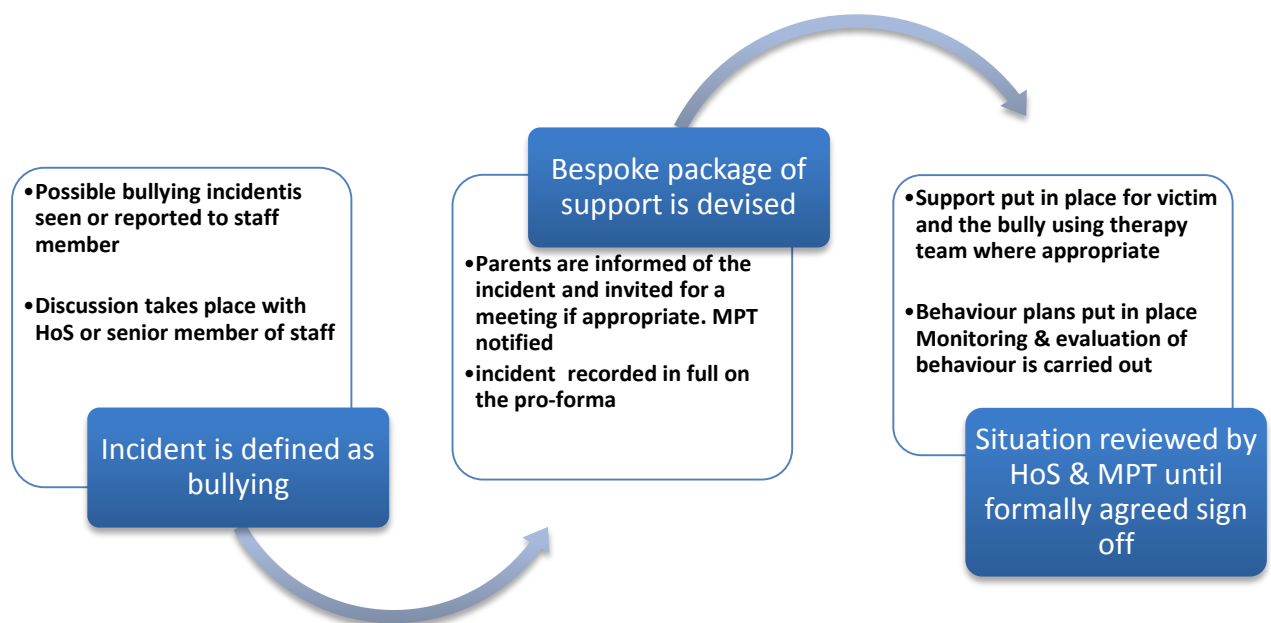 •Possible bullying incidentis
seen or reported to staff
member
•Discussion takes place with
HoS or senior member of staff
Incident is defined as
bullying
Bespoke package of
support is devised
•Parents are informed of the
incident and invited for a
meeting if appropriate. MPT
notified
•incident  recorded in full on
the pro-forma
•Support put in place for victim
and the bully using therapy
team where appropriate
•Behaviour plans put in place
Monitoring & evaluation of
behaviour is carried out
Situation reviewed by
HoS & MPT until
formally agreed sign
off